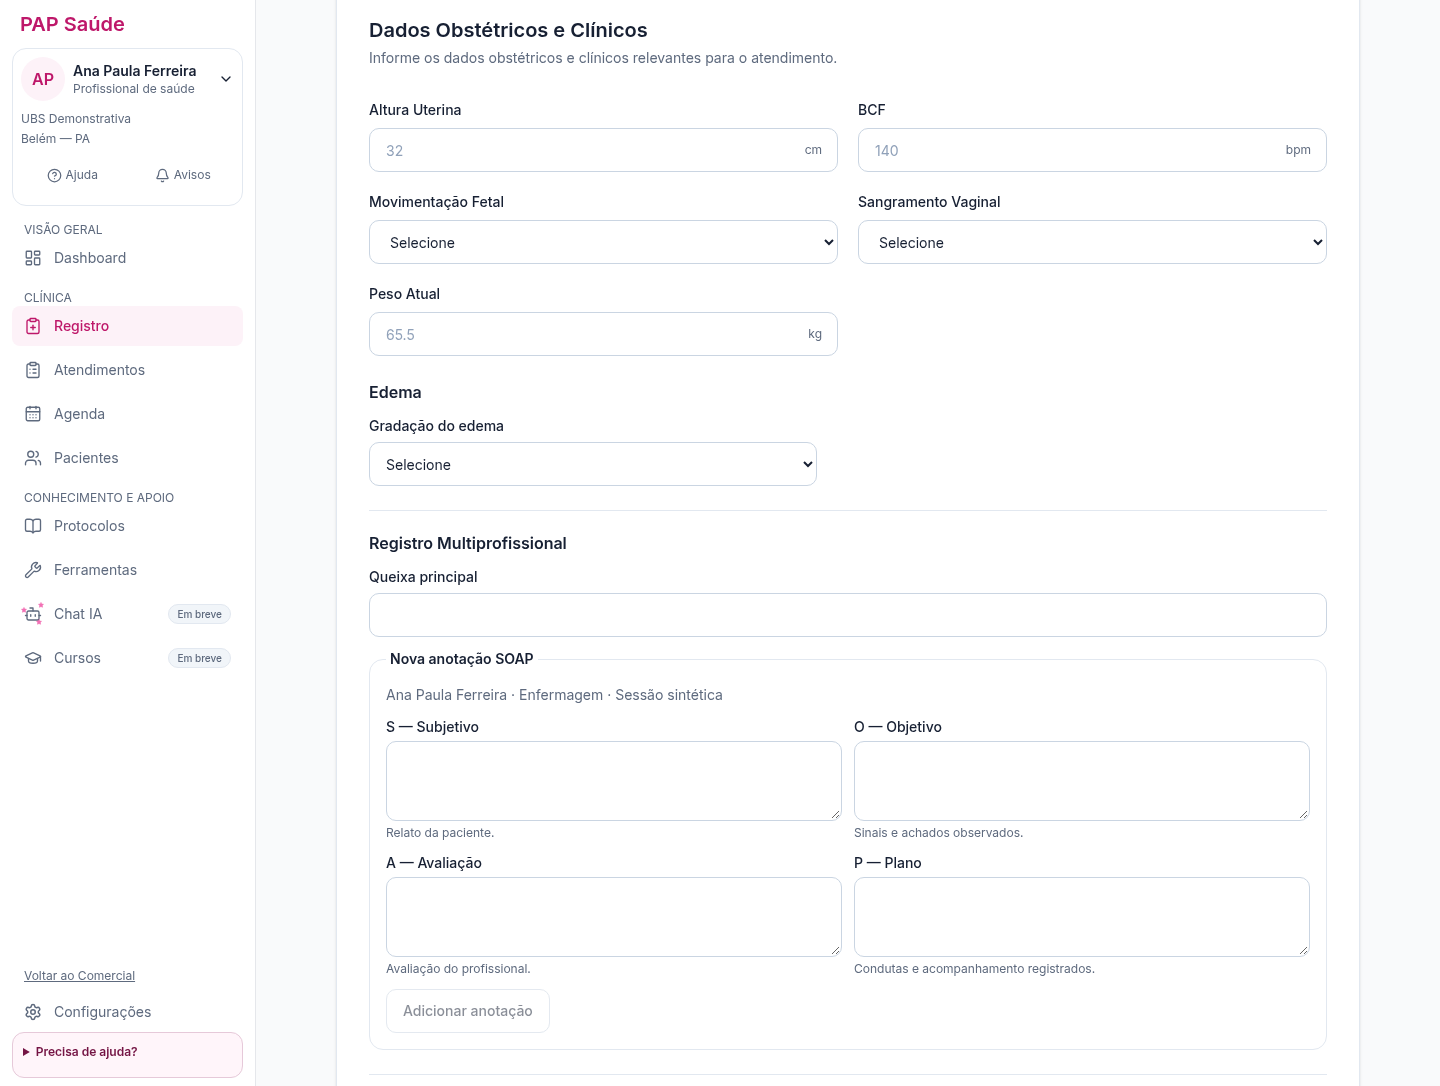 PAP Saúde
AP
Ana Paula Ferreira
Profissional de saúde
UBS Demonstrativa
Belém — PA
Ajuda
Avisos
VISÃO GERAL
Dashboard
CLÍNICA
Registro
Atendimentos
Agenda
Pacientes
CONHECIMENTO E APOIO
Protocolos
Ferramentas
Chat IA
Em breve
Cursos
Em breve
Voltar ao Comercial
Configurações
Precisa de ajuda?
Dados Obstétricos e Clínicos
Informe os dados obstétricos e clínicos relevantes para o atendimento.
Altura Uterina
32
cm
BCF
140
bpm
Movimentação Fetal
Selecione
Sangramento Vaginal
Selecione
Peso Atual
65.5
kg
Edema
Gradação do edema
Selecione
Registro Multiprofissional
Queixa principal
Nova anotação SOAP
Ana Paula Ferreira · Enfermagem · Sessão sintética
S — Subjetivo
Relato da paciente.
O — Objetivo
Sinais e achados observados.
A — Avaliação
Avaliação do profissional.
P — Plano
Condutas e acompanhamento registrados.
Adicionar anotação